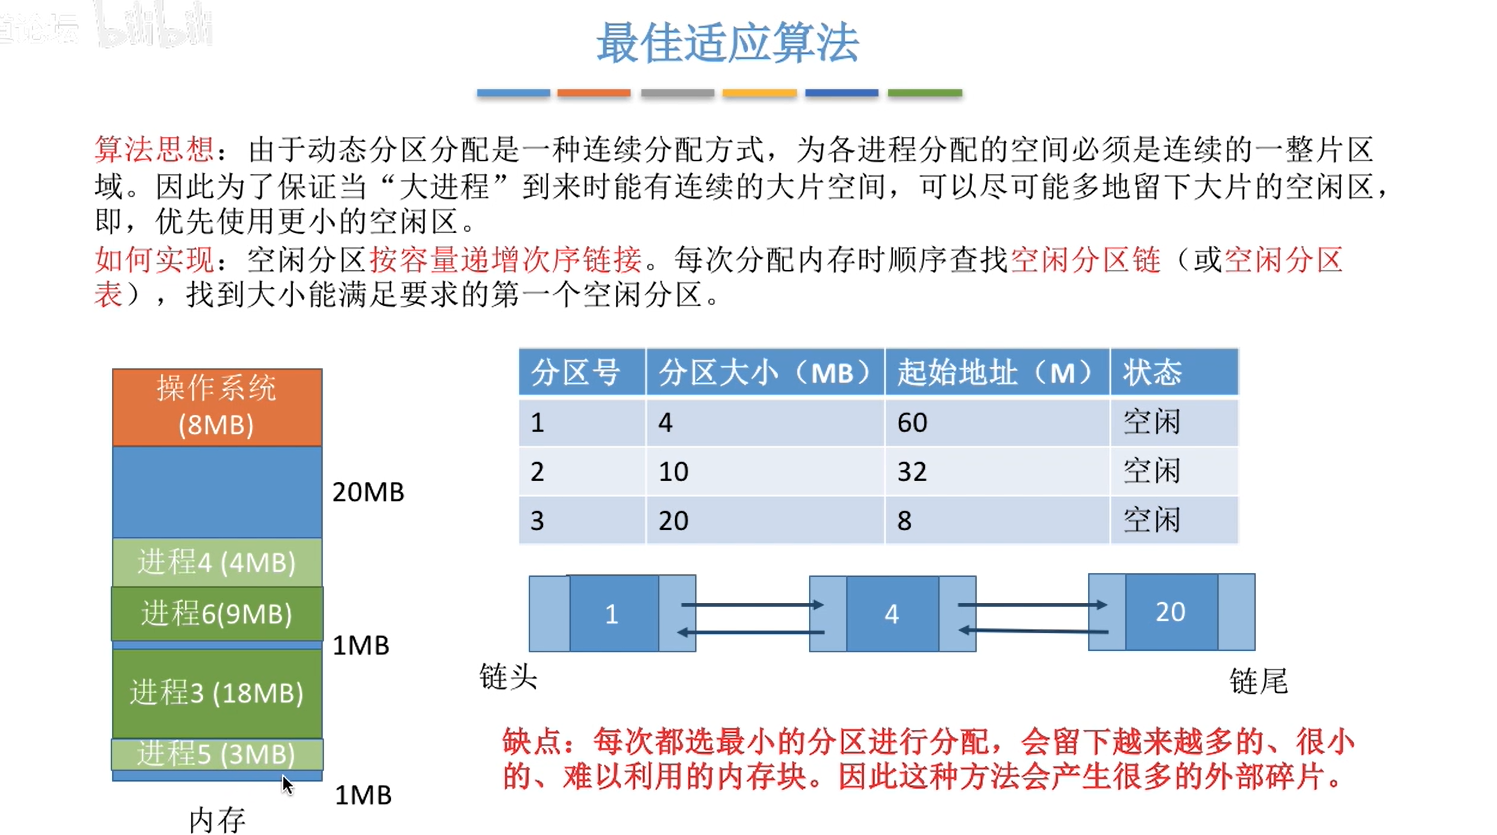 bilibili
最佳适应算法
算法思想：由于动态分区分配是一种连续分配方式，为各进程分配的空间必须是连续的一整片区
域。因此为了保证当“大进程”到来时能有连续的大片空间，可以尽可能多地留下大片的空闲区，
即，优先使用更小的空闲区。
如何实现：空闲分区按容量递增次序链接。每次分配内存时顺序查找空闲分区链（或空闲分区
表），找到大小能满足要求的第一个空闲分区。
操作系统
(8MB)
20MB
进程4 (4MB)
进程6(9MB)
1MB
进程3 (18MB)
进程5 (3MB)
1MB
内存
分区号 分区大小（MB） 起始地址（M） 状态
1 4 60 空闲
2 10 32 空闲
3 20 8 空闲
1 4 20
链头 链尾
缺点：每次都选最小的分区进行分配，会留下越来越多的、很小
的、难以利用的内存块。因此这种方法会产生很多的外部碎片。